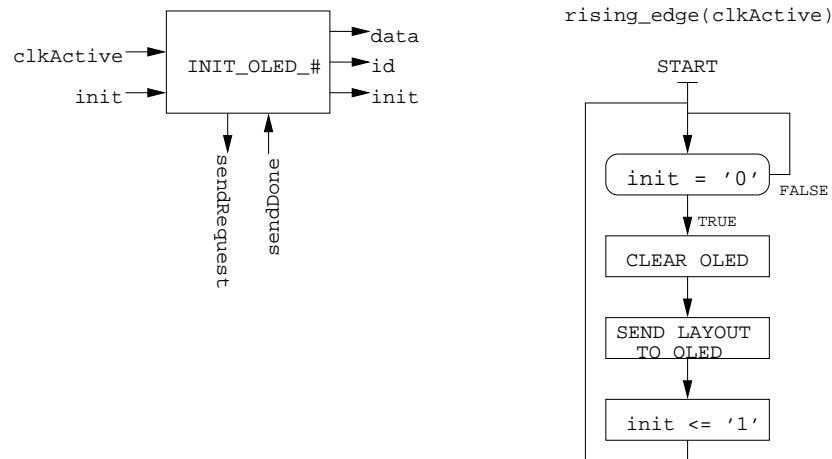 clkActive
init
INIT_OLED_#
data
id
init
sendRequest
sendDone
rising_edge(clkActive)
START
init = '0'
FALSE
TRUE
CLEAR OLED
SEND LAYOUT
TO OLED
init <= '1'